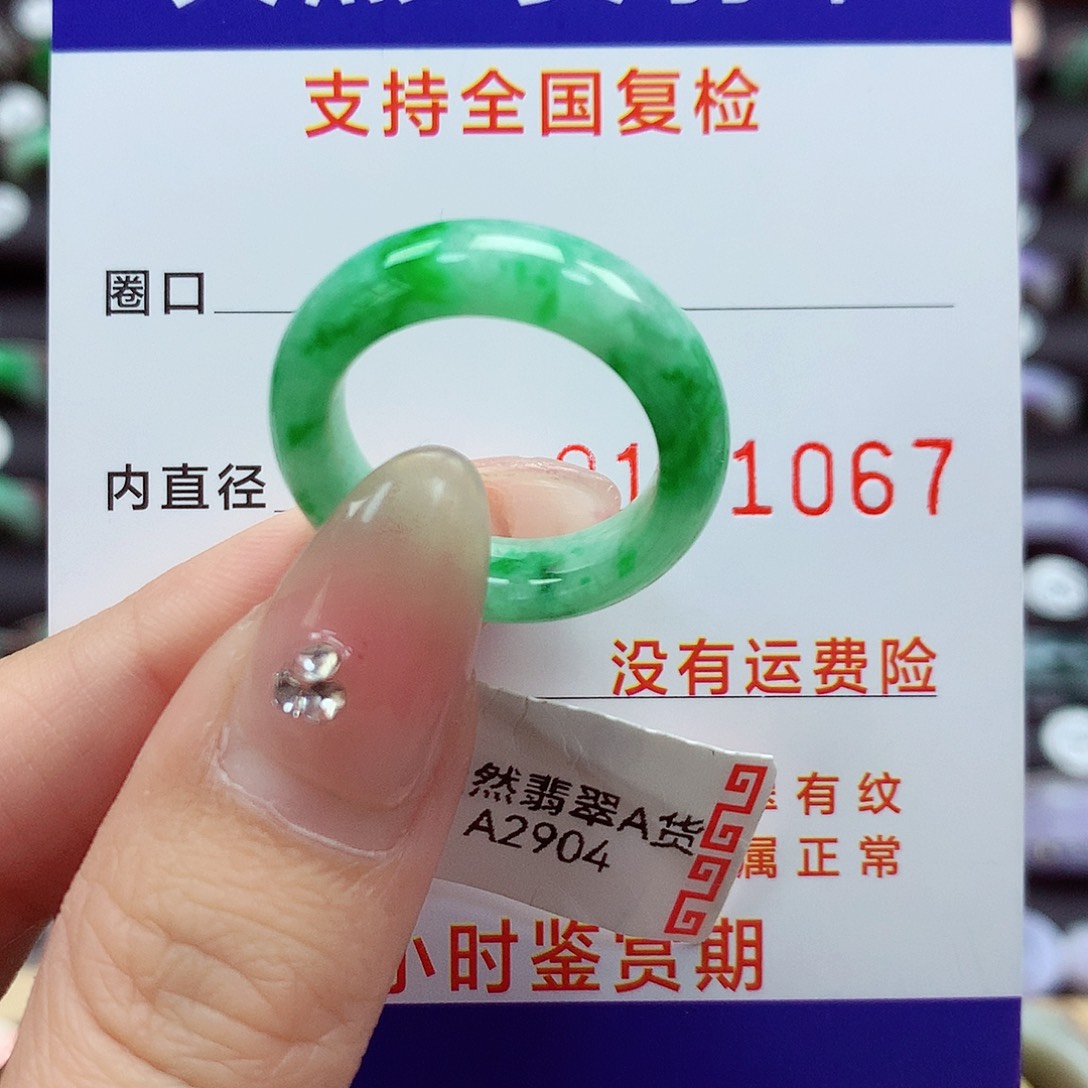 支持全国复检
圈口
内直径
1067
没有运费险
然翡翠A货
A2904
有纹
属正常
小时鉴赏期